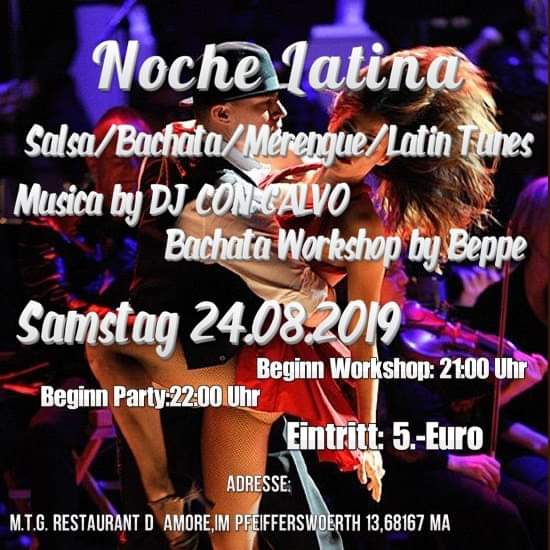 Noche Latina
Salsa/Bachata/Merengue/Latin Tunes
Musica by DJ CON-CALVO
Bachata Workshop by Beppe
Samstag 24.08.2019
Beginn Workshop: 21:00 Uhr
Beginn Party:22:00 Uhr
Eintritt: 5.-Euro
ADRESSE:
M.T.G. RESTAURANT D AMORE,IM PFEIFFERSWOERTH 13,68167 MA